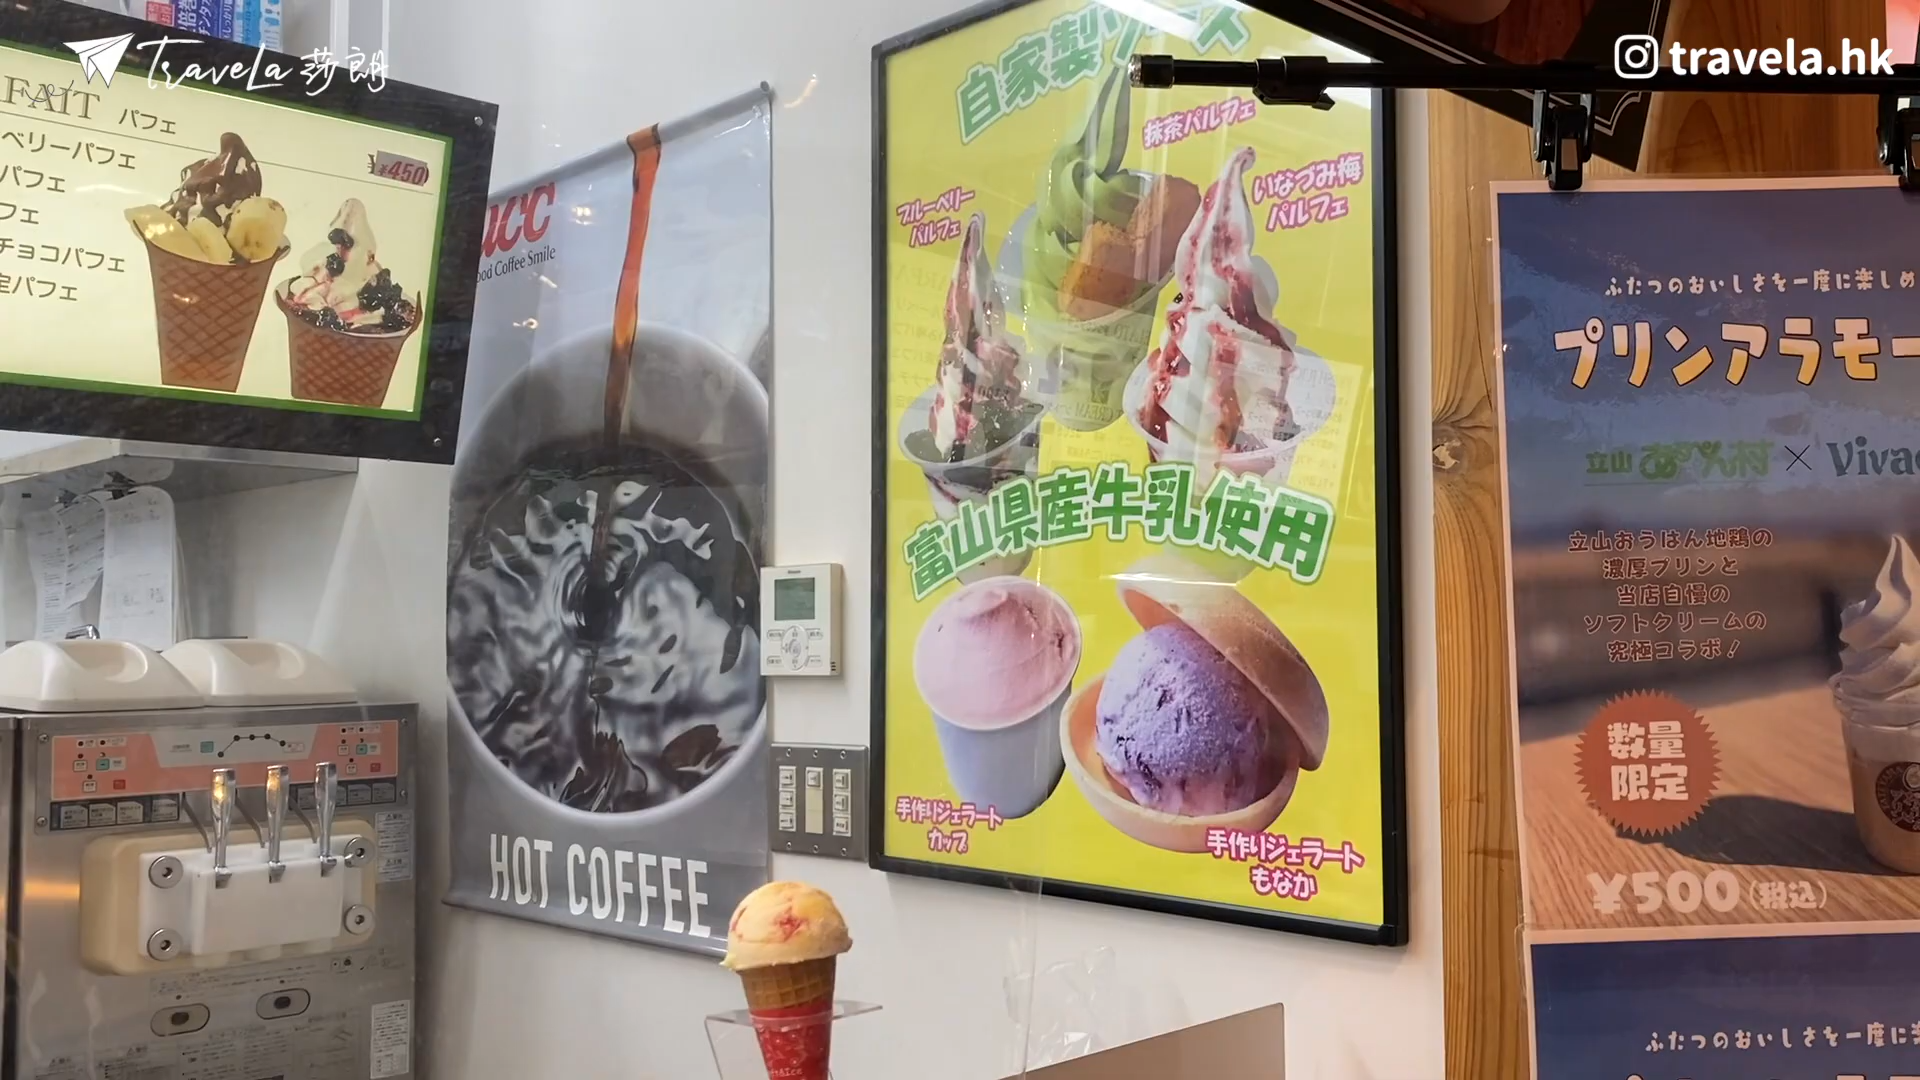 TraveLa 莎朗
travela.hk
FAIT パフェ
ベリーパフェ
パフェ
フェ
チョコパフェ
定パフェ
¥450
ucc
ood Coffee Smile
HOT COFFEE
自家製ソース
抹茶パルフェ
ブルーベリー
パルフェ
いなづみ梅
パルフェ
富山県産牛乳使用
手作りジェラート
カップ
手作りジェラート
もなか
ふたつのおいしさを一度に楽しめ
プリンアラモー
立山 × Viva
立山おうはん地鶏の
濃厚プリンと
当店自慢の
ソフトクリームの
究極コラボ！
数量
限定
¥500(税込)
ふたつのおいしさを一度に楽